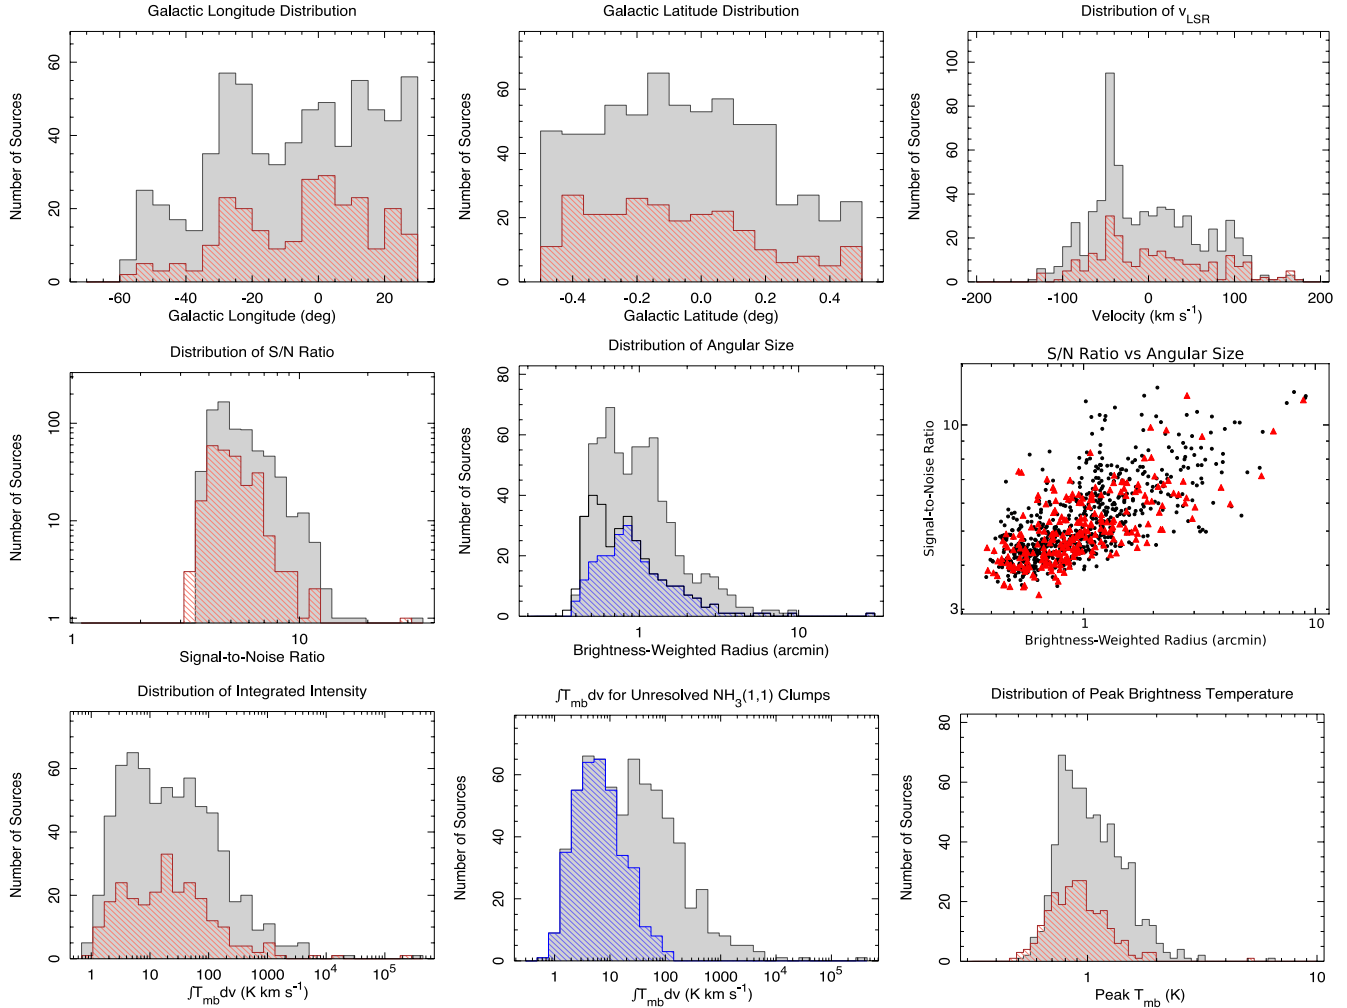 Galactic Longitude Distribution
Number of Sources
0 20 40 60
-60 -40 -20 0 20
Galactic Longitude (deg)
Galactic Latitude Distribution
Number of Sources
0 20 40 60
-0.4 -0.2 0.0 0.2 0.4
Galactic Latitude (deg)
Distribution of vLSR
Number of Sources
0 20 40 60 80 100
-200 -100 0 100 200
Velocity (km s-1)
Distribution of S/N Ratio
Number of Sources
1 10 100
1 10
Signal-to-Noise Ratio
Distribution of Angular Size
Number of Sources
0 20 40 60 80
1 10
Brightness-Weighted Radius (arcmin)
S/N Ratio vs Angular Size
Signal-to-Noise Ratio
3 10
1 10
Brightness-Weighted Radius (arcmin)
Distribution of Integrated Intensity
Number of Sources
0 20 40 60
1 10 100 1000 10^4 10^5
∫Tmbdv (K km s-1)
∫Tmbdv for Unresolved NH3(1,1) Clumps
Number of Sources
0 20 40 60
1 10 100 1000 10^4 10^5
∫Tmbdv (K km s-1)
Distribution of Peak Brightness Temperature
Number of Sources
0 20 40 60 80
1 10
Peak Tmb (K)